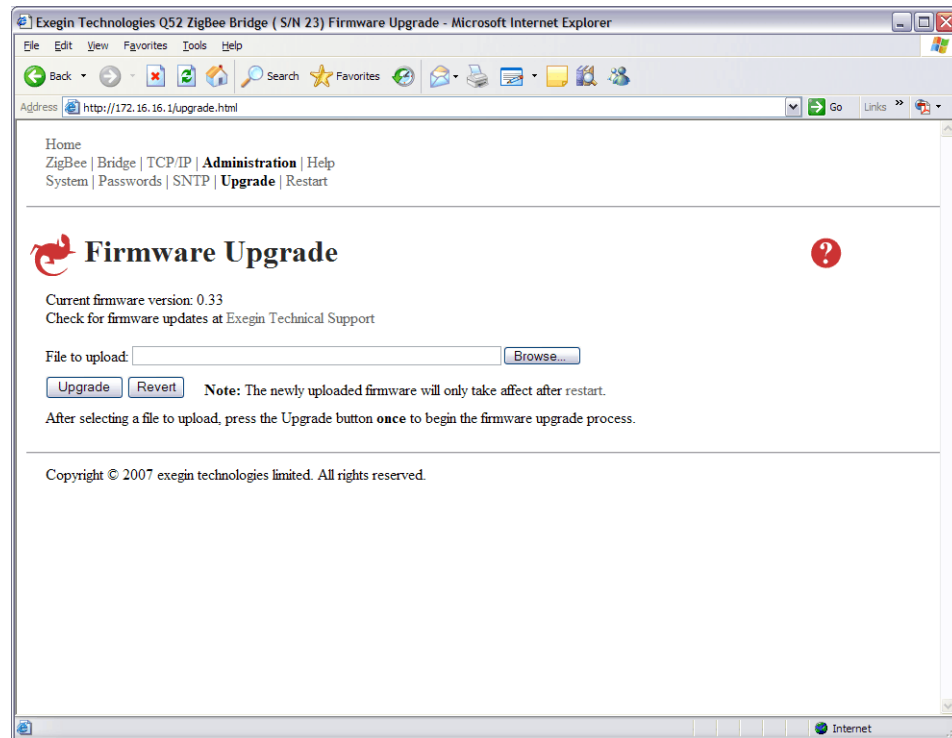 Exegin Technologies Q52 ZigBee Bridge ( S/N 23) Firmware Upgrade - Microsoft Internet Explorer
File Edit View Favorites Tools Help
Back Search Favorites
Address http://172.16.16.1/upgrade.html Go Links »
Home
ZigBee | Bridge | TCP/IP | Administration | Help
System | Passwords | SNTP | Upgrade | Restart
Firmware Upgrade ?
Current firmware version: 0.33
Check for firmware updates at Exegin Technical Support
File to upload: Browse...
Upgrade Revert Note: The newly uploaded firmware will only take affect after restart.
After selecting a file to upload, press the Upgrade button once to begin the firmware upgrade process.
Copyright © 2007 exegin technologies limited. All rights reserved.
Internet